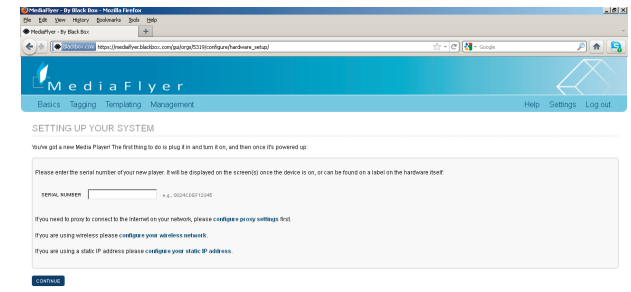 MediaFlyer - By Black Box - Mozilla Firefox
File Edit View History Bookmarks Tools Help
MediaFlyer - By Black Box
blackbox.com https://mediaflyer.blackbox.com/gui/orgs/5319/configure/hardware_setup/
Google
MediaFlyer
Basics Tagging Templating Management Help Settings Log out
SETTING UP YOUR SYSTEM
You've got a new Media Player! The first thing to do is plug it in and turn it on, and then once it's powered up:
Please enter the serial number of your new player. It will be displayed on the screen(s) once the device is on, or can be found on a label on the hardware itself:
SERIAL NUMBER e.g., 0024CDEF12345
If you need to proxy to connect to the Internet on your network, please configure proxy settings first.
If you are using wireless please configure your wireless network.
If you are using a static IP address please configure your static IP address.
CONTINUE